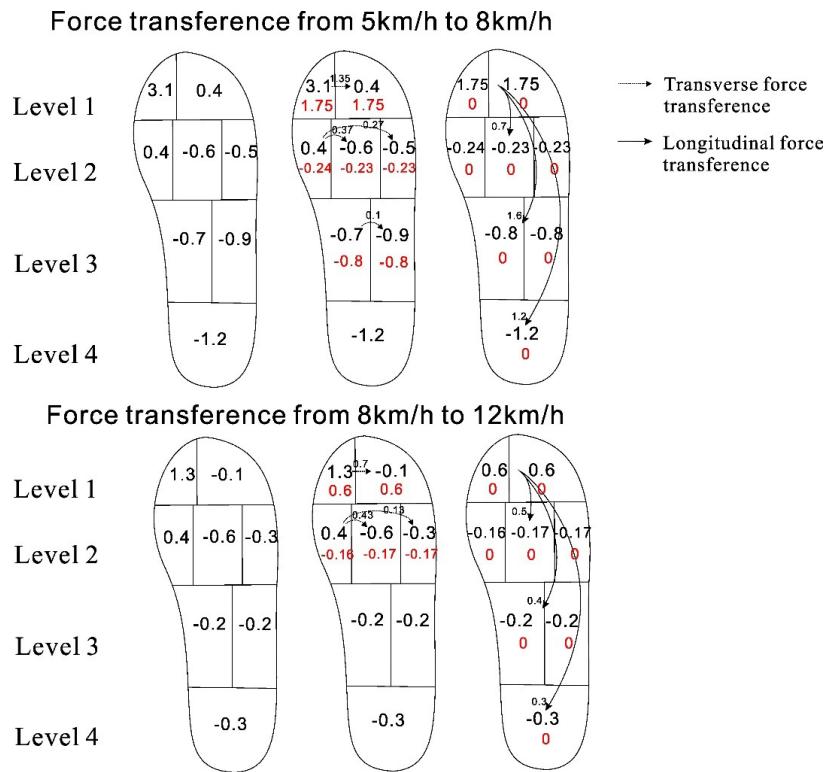 Force transference from 5km/h to 8km/h
Level 1
3.1 0.4
3.1 1.35 0.4
1.75 1.75
1.75 1.75
0 0
Transverse force
transference
Longitudinal force
transference
Level 2
0.4 -0.6 -0.5
0.37 0.27
0.4 -0.6 -0.5
-0.24 -0.23 -0.23
0.7
-0.24 -0.23 -0.23
0 0 0
Level 3
-0.7 -0.9
0.1
-0.7 -0.9
-0.8 -0.8
1.6
-0.8 -0.8
0 0
Level 4
-1.2
-1.2
1.2
-1.2
0
Force transference from 8km/h to 12km/h
Level 1
1.3 -0.1
1.3 0.7 -0.1
0.6 0.6
0.6 0.6
0 0
Level 2
0.4 -0.6 -0.3
0.43 0.13
0.4 -0.6 -0.3
-0.16 -0.17 -0.17
0.5
-0.16 -0.17 -0.17
0 0 0
Level 3
-0.2 -0.2
-0.2 -0.2
0.4
-0.2 -0.2
0 0
Level 4
-0.3
-0.3
0.3
-0.3
0